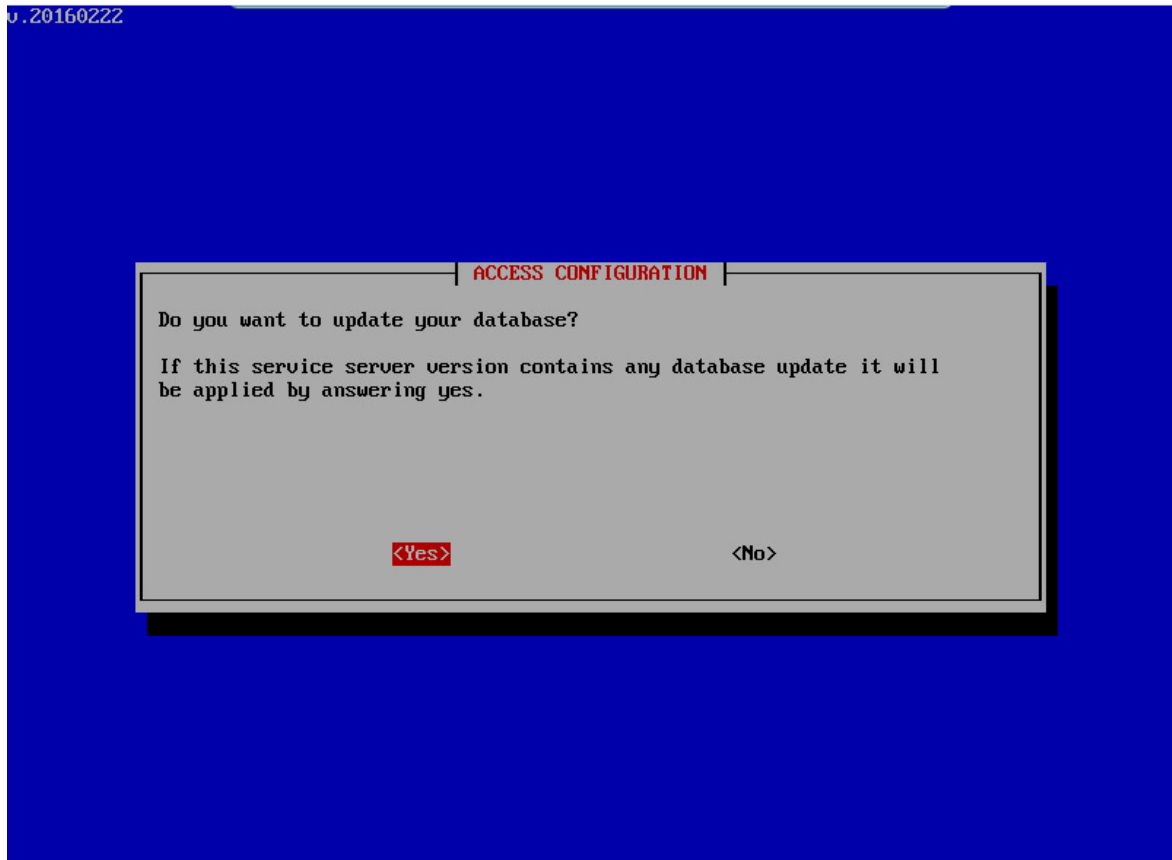 v.20160222
ACCESS CONFIGURATION
Do you want to update your database?
If this service server version contains any database update it will
be applied by answering yes.
<Yes> <No>